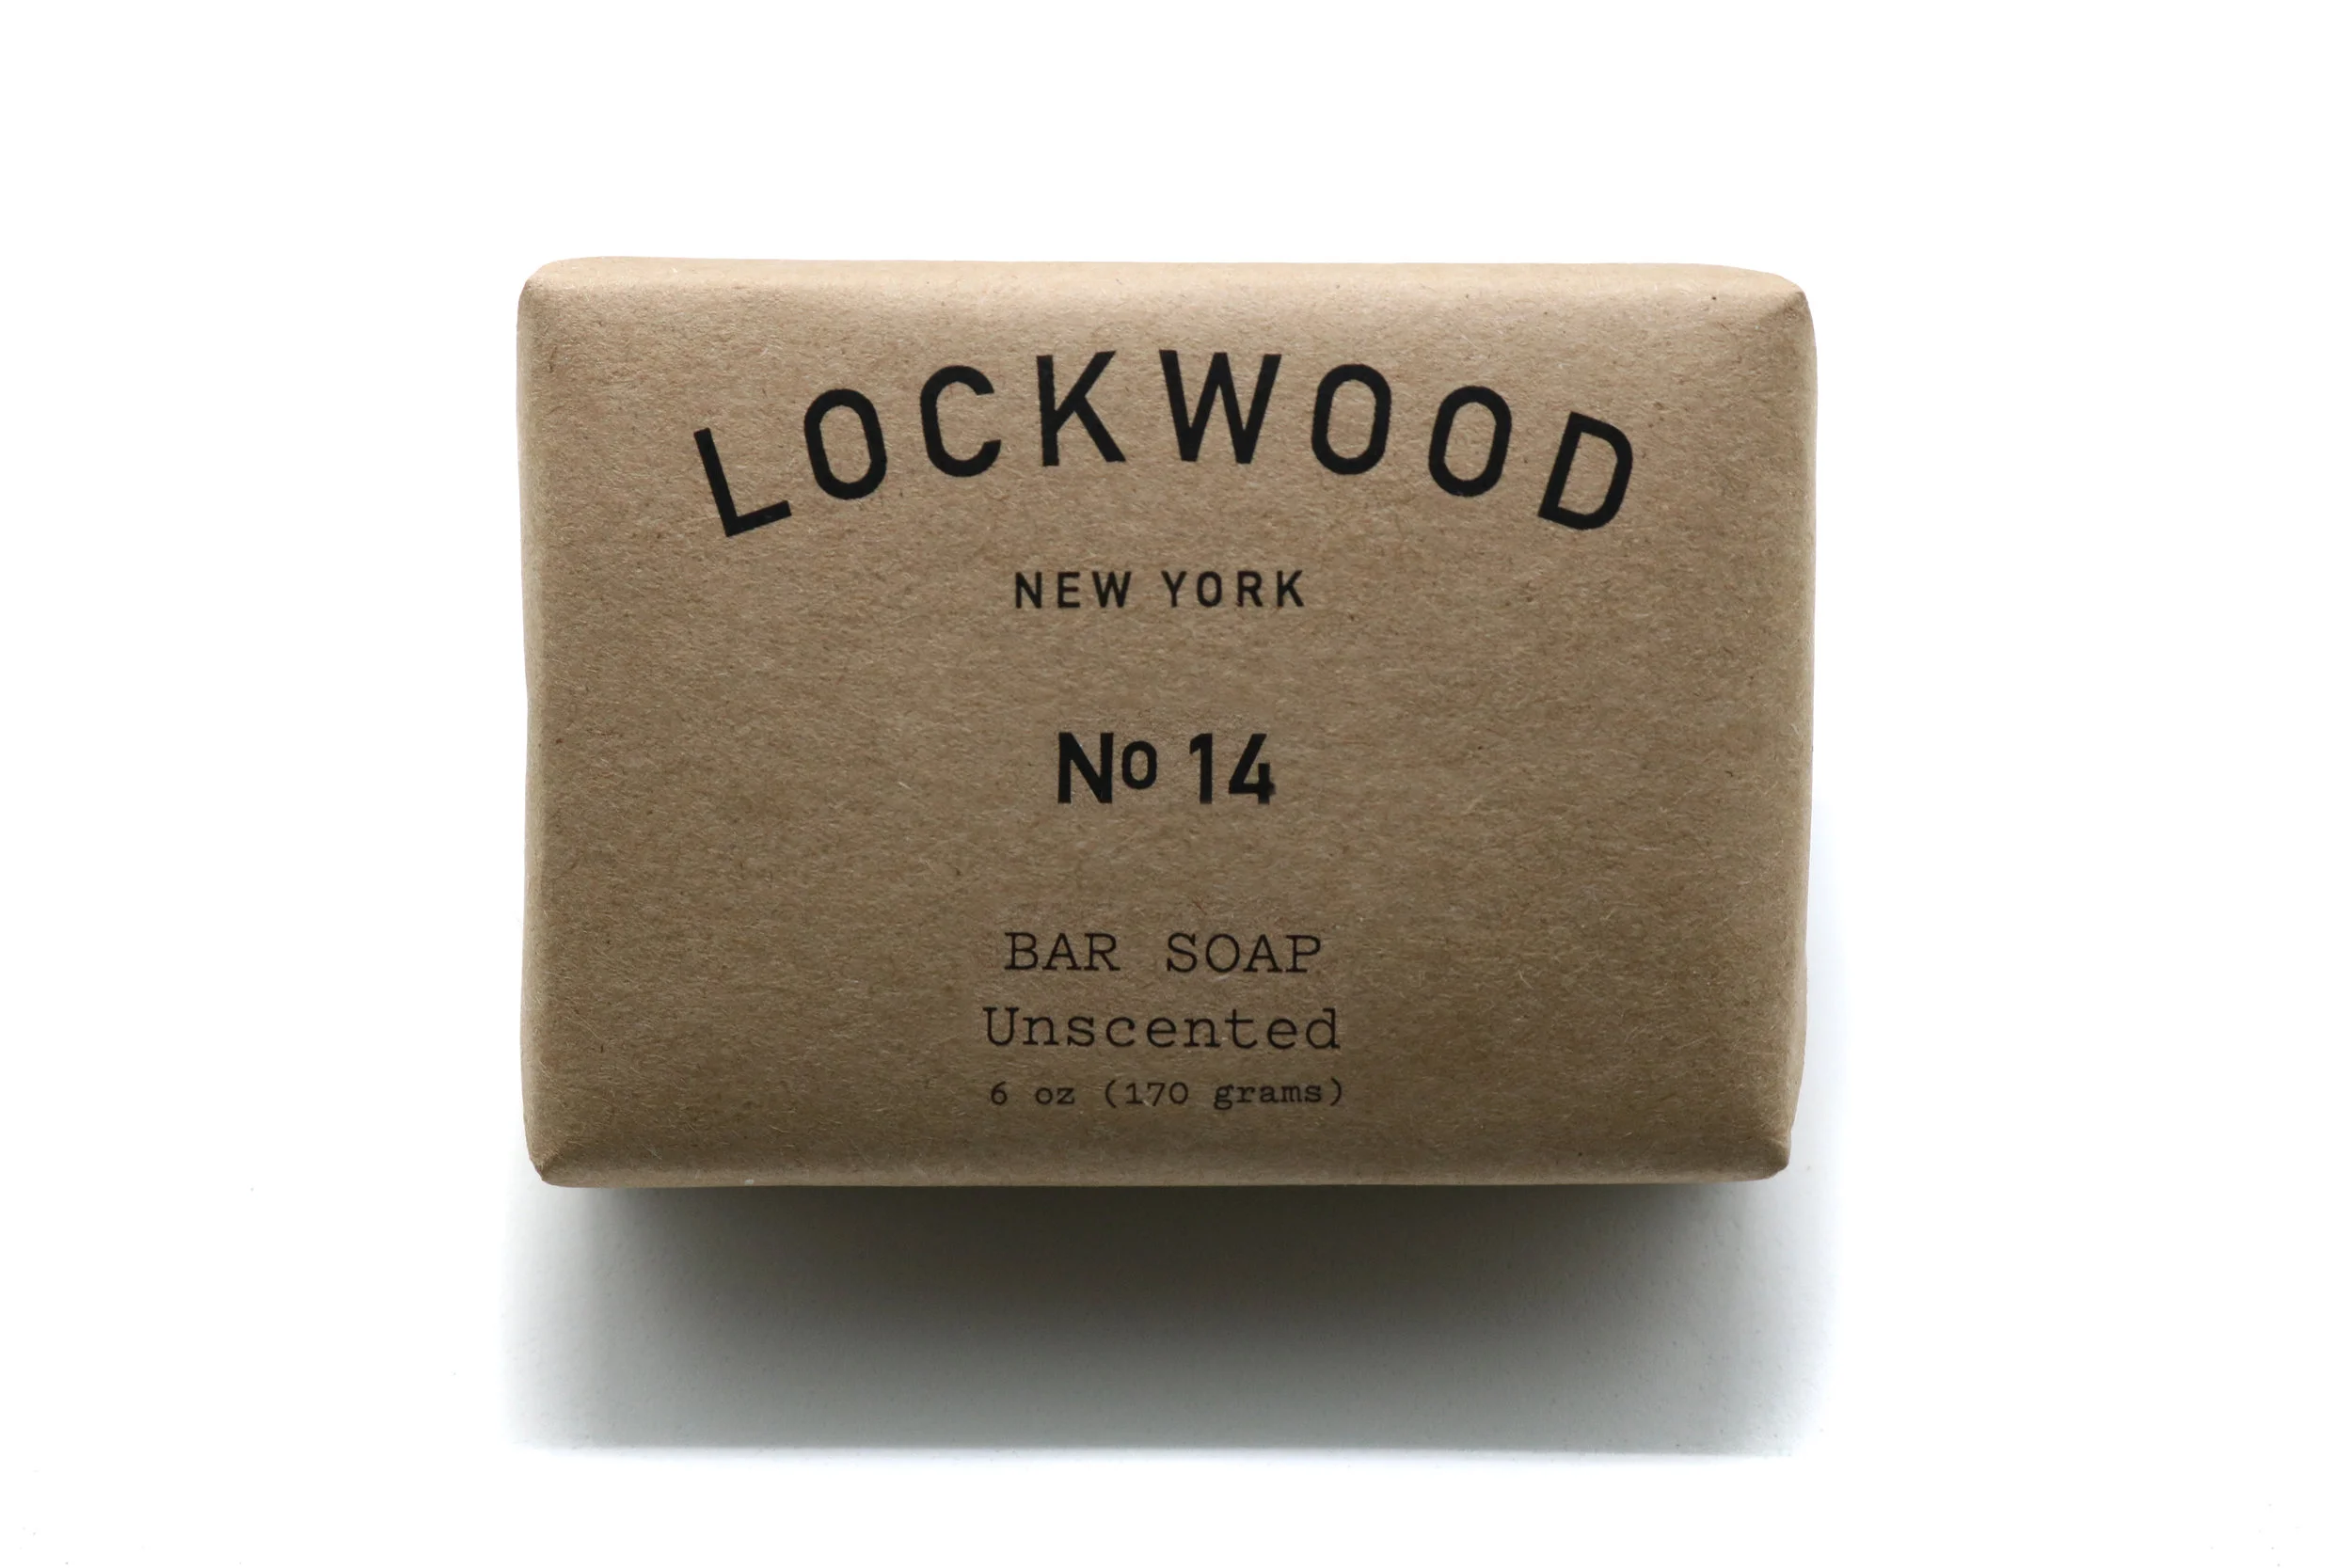 LOCKWOOD
NEW YORK
No 14
BAR SOAP
Unscented
6 oz (170 grams)